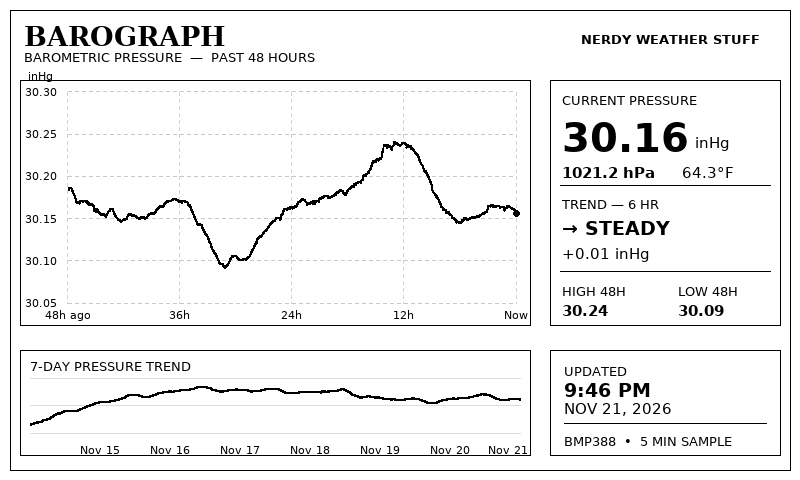 BAROGRAPH
BAROMETRIC PRESSURE — PAST 48 HOURS
NERDY WEATHER STUFF
inHg
30.30
30.25
30.20
30.15
30.10
30.05
48h ago 36h 24h 12h Now
CURRENT PRESSURE
30.16 inHg
1021.2 hPa 64.3°F
TREND — 6 HR
→ STEADY
+0.01 inHg
HIGH 48H LOW 48H
30.24 30.09
7-DAY PRESSURE TREND
Nov 15 Nov 16 Nov 17 Nov 18 Nov 19 Nov 20 Nov 21
UPDATED
9:46 PM
NOV 21, 2026
BMP388 • 5 MIN SAMPLE